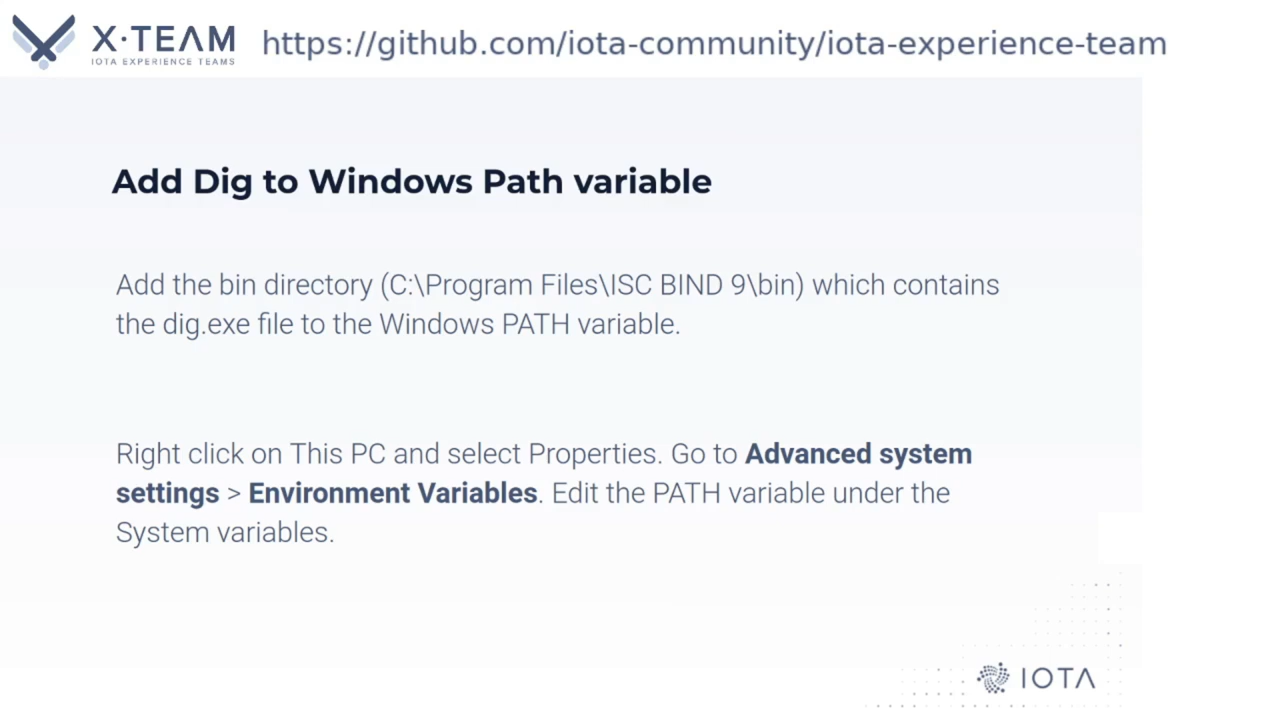 X·TEAM
IOTA EXPERIENCE TEAMS
https://github.com/iota-community/iota-experience-team
Add Dig to Windows Path variable
Add the bin directory (C:\Program Files\ISC BIND 9\bin) which contains
the dig.exe file to the Windows PATH variable.
Right click on This PC and select Properties. Go to Advanced system
settings > Environment Variables. Edit the PATH variable under the
System variables.
IOTA